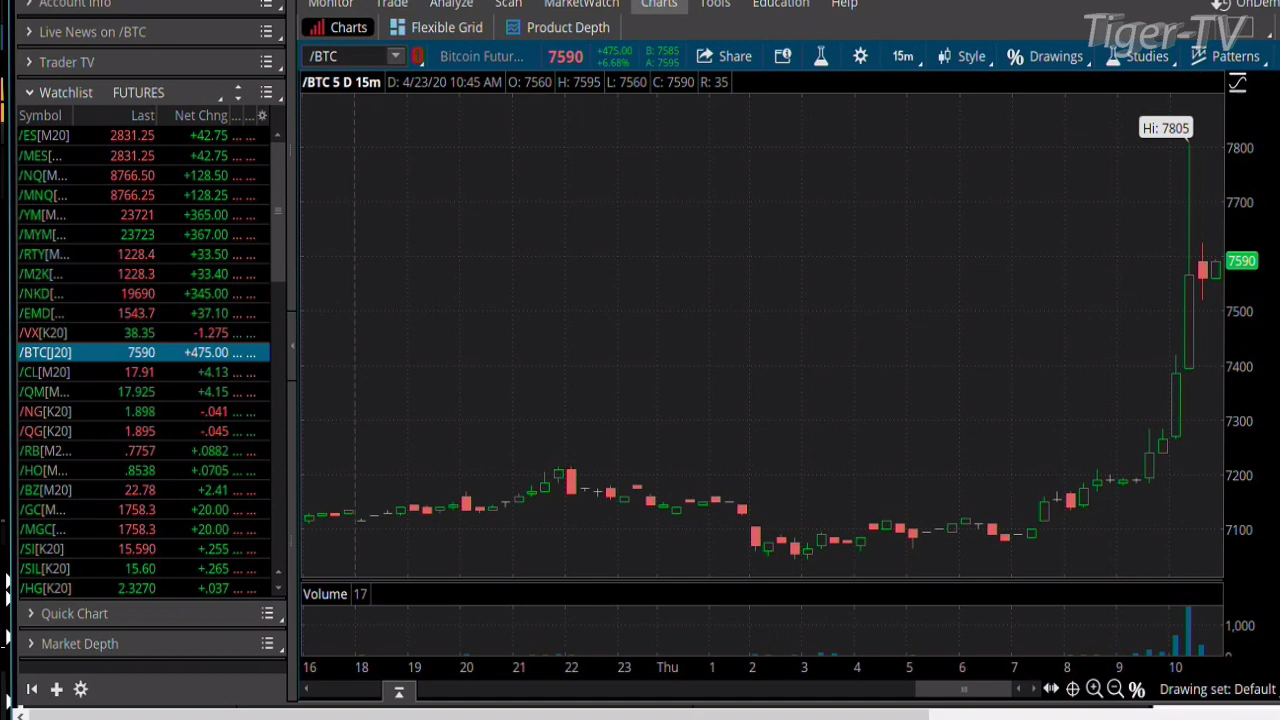 Account Info
Live News on /BTC
Trader TV
Watchlist FUTURES
Symbol Last Net Chng ... ...
/ES[M20] 2831.25 +42.75 ... ...
/MES[... 2831.25 +42.75 ... ...
/NQ[M... 8766.50 +128.50 ... ...
/MNQ[... 8766.25 +128.25 ... ...
/YM[M... 23721 +365.00 ... ...
/MYM[... 23723 +367.00 ... ...
/RTY[M... 1228.4 +33.50 ... ...
/M2K[... 1228.3 +33.40 ... ...
/NKD[... 19690 +345.00 ... ...
/EMD[... 1543.7 +37.10 ... ...
/VX[K20] 38.35 -1.275 ... ...
/BTC[J20] 7590 +475.00 ... ...
/CL[M20] 17.91 +4.13 ... ...
/QM[M... 17.925 +4.15 ... ...
/NG[K20] 1.898 -.041 ... ...
/QG[K20] 1.895 -.045 ... ...
/RB[M2... .7757 +.0882 ... ...
/HO[M... .8538 +.0705 ... ...
/BZ[M20] 22.78 +2.41 ... ...
/GC[M... 1758.3 +20.00 ... ...
/MGC[... 1758.3 +20.00 ... ...
/SI[K20] 15.590 +.255 ... ...
/SIL[K20] 15.60 +.265 ... ...
/HG[K20] 2.3270 +.037 ... ...
Quick Chart
Market Depth
Monitor Trade Analyze Scan MarketWatch Charts Tools Education Help OnDem
Tiger-TV
Charts Flexible Grid Product Depth
/BTC Bitcoin Futur... 7590 +475.00 +6.68% B: 7585 A: 7595 Share 15m Style Drawings Studies Patterns
/BTC 5 D 15m D: 4/23/20 10:45 AM O: 7560 H: 7595 L: 7560 C: 7590 R: 35
Hi: 7805
7800
7700
7590
7500
7400
7300
7200
7100
Volume 17
1,000
0
16 18 19 20 21 22 23 Thu 1 2 3 4 5 6 7 8 9 10
Drawing set: Default